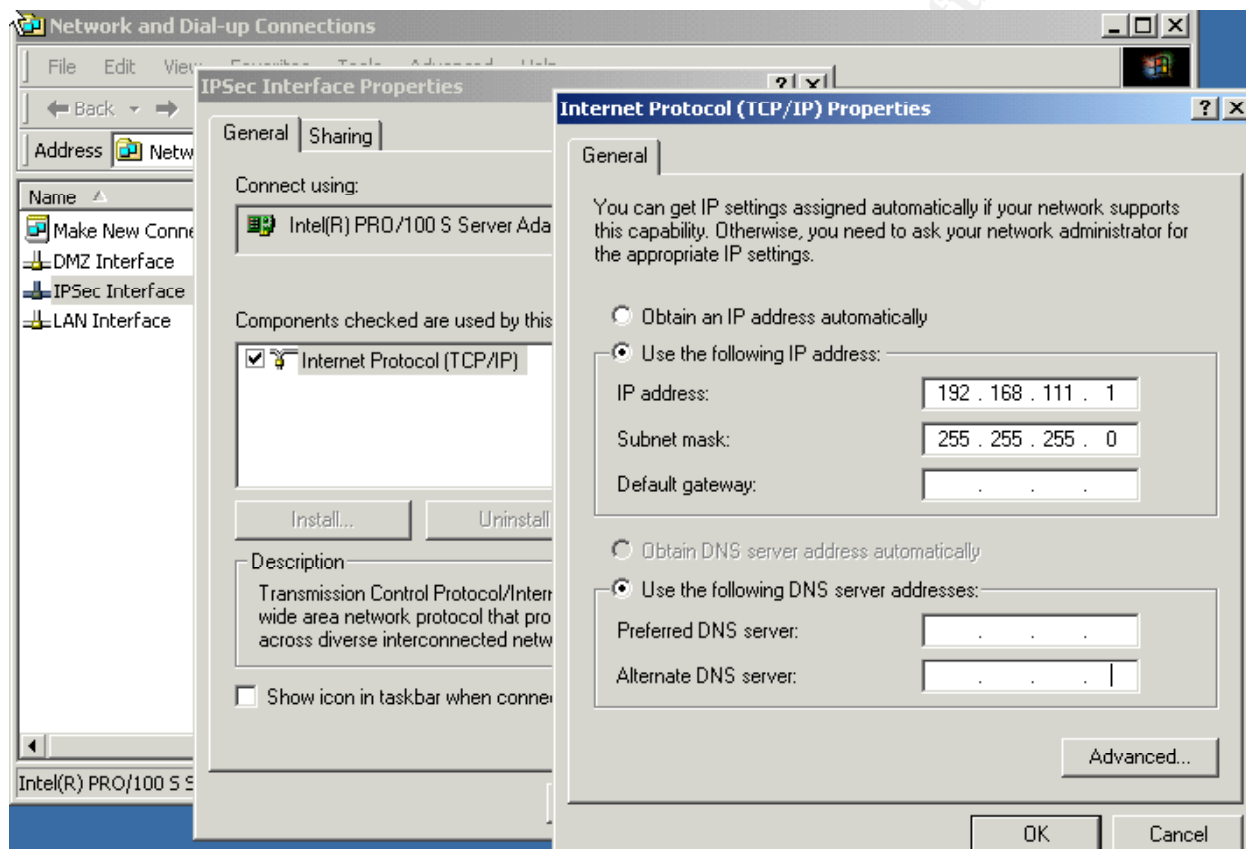 Network and Dial-up Connections
File Edit View
Back
Address Netw
Name
Make New Conne
DMZ Interface
IPSec Interface
LAN Interface
Intel(R) PRO/100 S S
IPSec Interface Properties
General Sharing
Connect using:
Intel(R) PRO/100 S Server Ada
Components checked are used by this
Internet Protocol (TCP/IP)
Install... Uninstall
Description
Transmission Control Protocol/Intern
wide area network protocol that pro
across diverse interconnected netw
Show icon in taskbar when connec
Internet Protocol (TCP/IP) Properties
General
You can get IP settings assigned automatically if your network supports
this capability. Otherwise, you need to ask your network administrator for
the appropriate IP settings.
Obtain an IP address automatically
Use the following IP address:
IP address: 192 . 168 . 111 . 1
Subnet mask: 255 . 255 . 255 . 0
Default gateway: . . .
Obtain DNS server address automatically
Use the following DNS server addresses:
Preferred DNS server: . . .
Alternate DNS server: . . .
Advanced...
OK Cancel